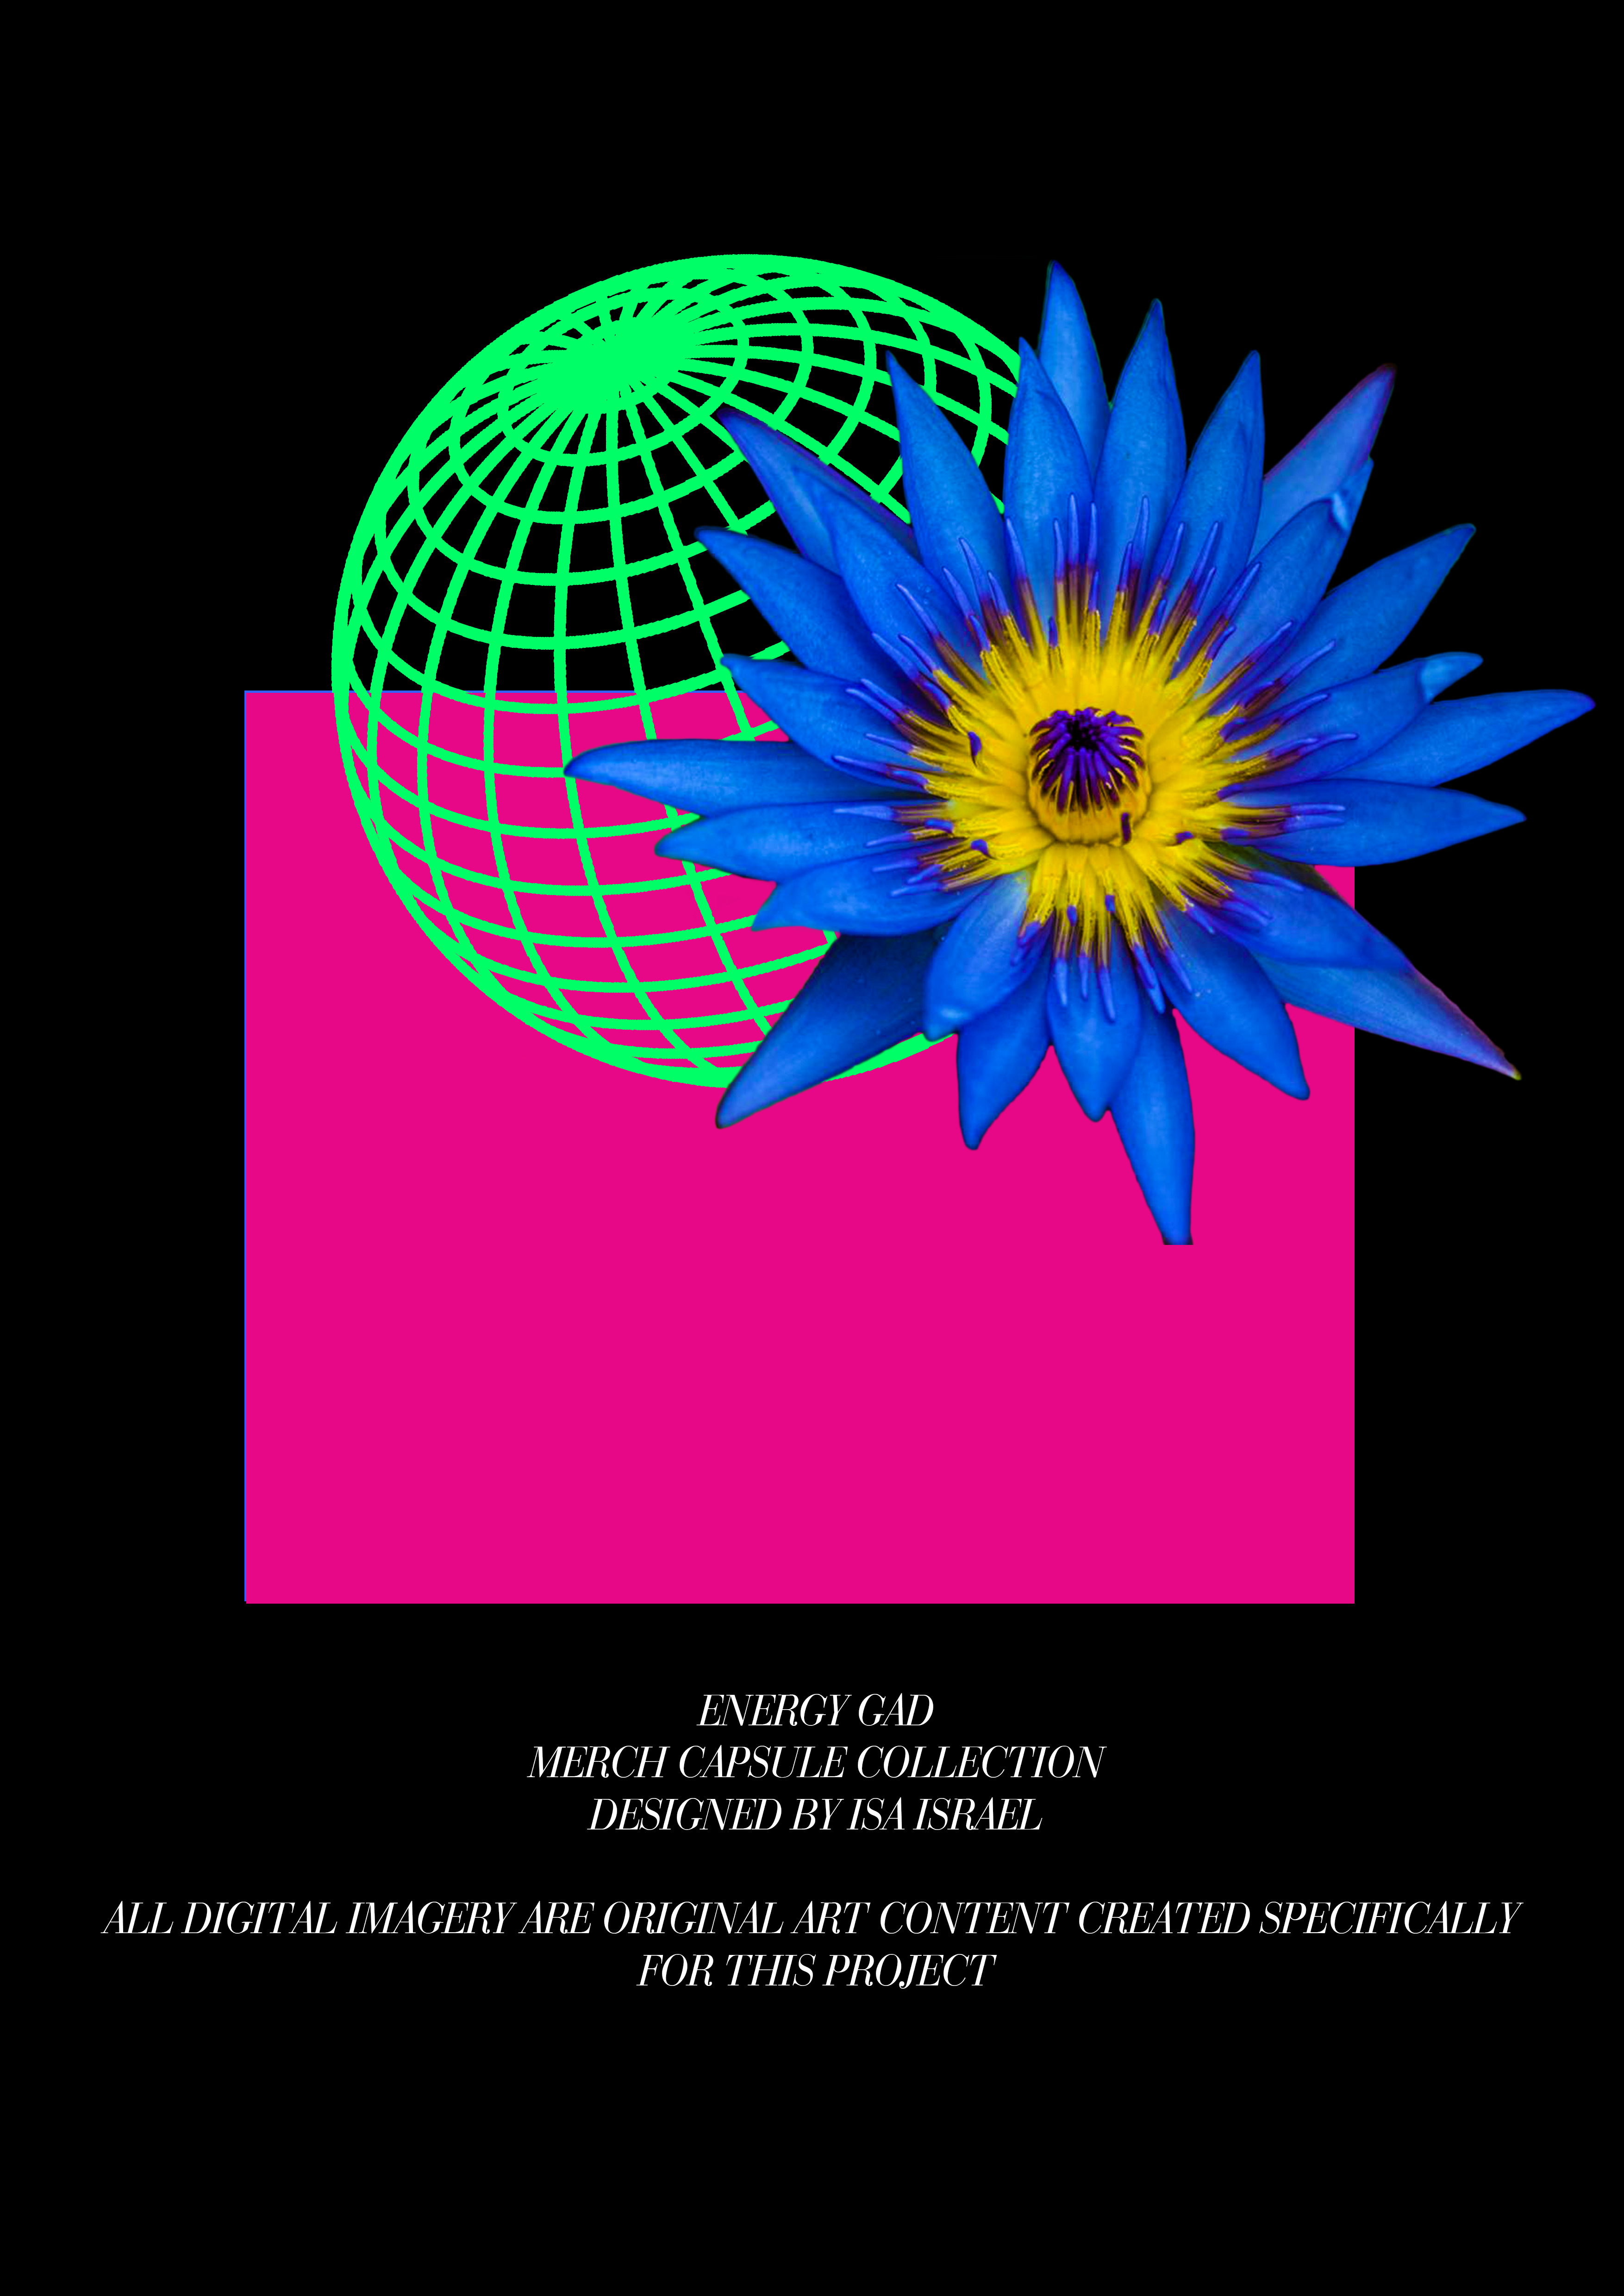 ENERGY GAD
MERCH CAPSULE COLLECTION
DESIGNED BY ISA ISRAEL
ALL DIGITAL IMAGERY ARE ORIGINAL ART CONTENT CREATED SPECIFICALLY
FOR THIS PROJECT